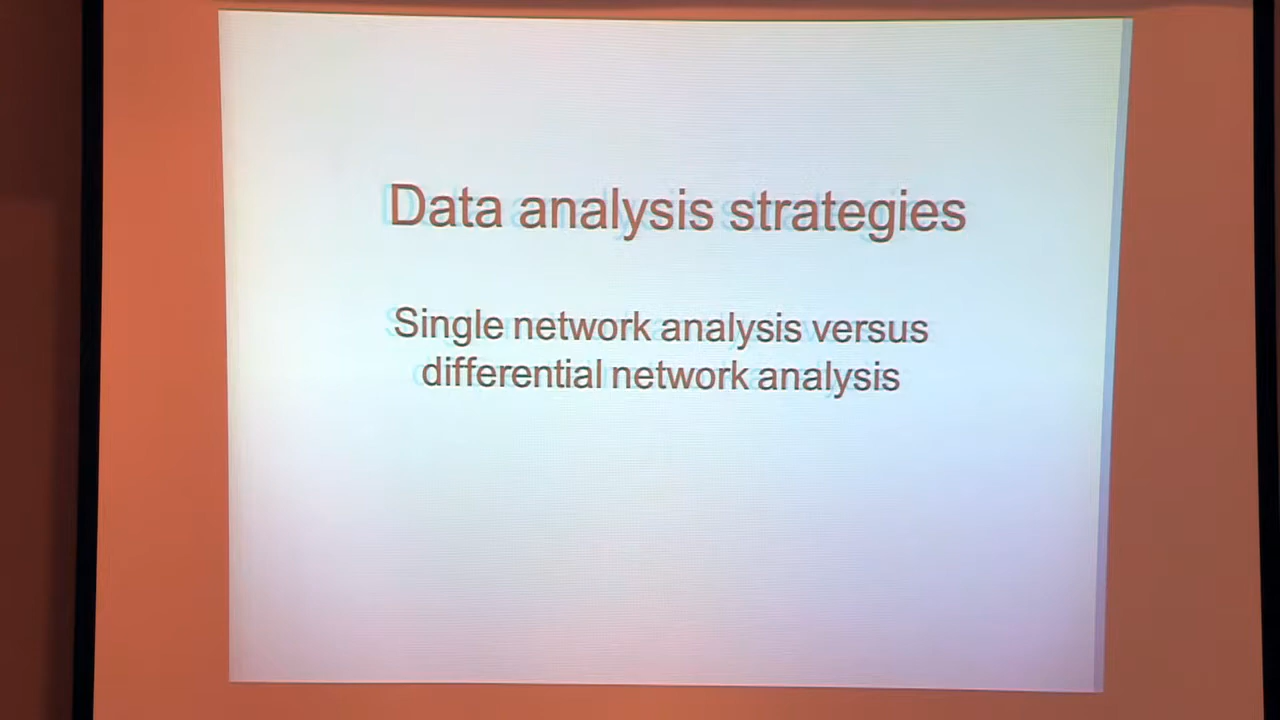 Data analysis strategies
Single network analysis versus
differential network analysis